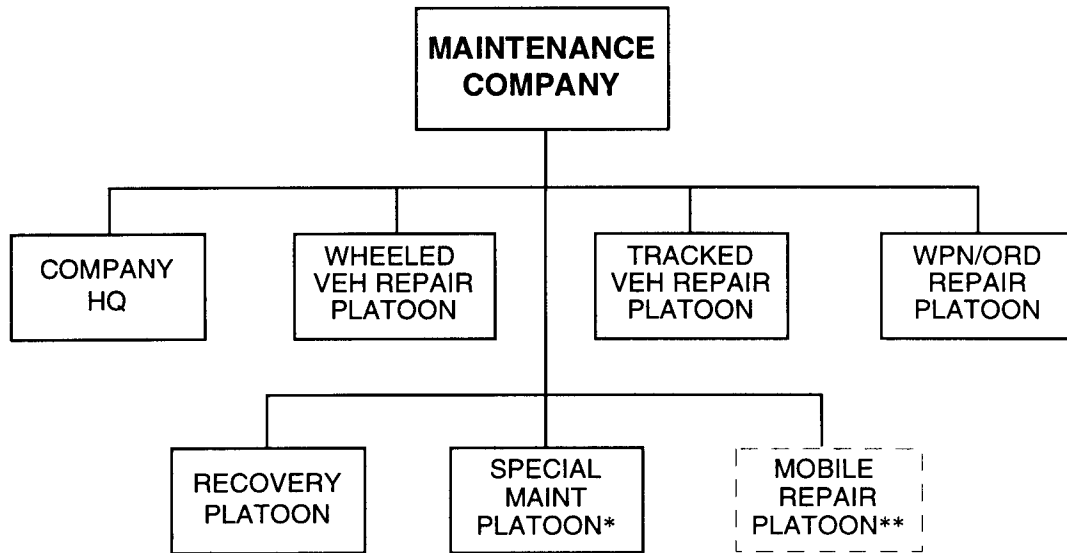 MAINTENANCE
COMPANY
COMPANY
HQ
WHEELED
VEH REPAIR
PLATOON
TRACKED
VEH REPAIR
PLATOON
WPN/ORD
REPAIR
PLATOON
RECOVERY
PLATOON
SPECIAL
MAINT
PLATOON*
MOBILE
REPAIR
PLATOON**